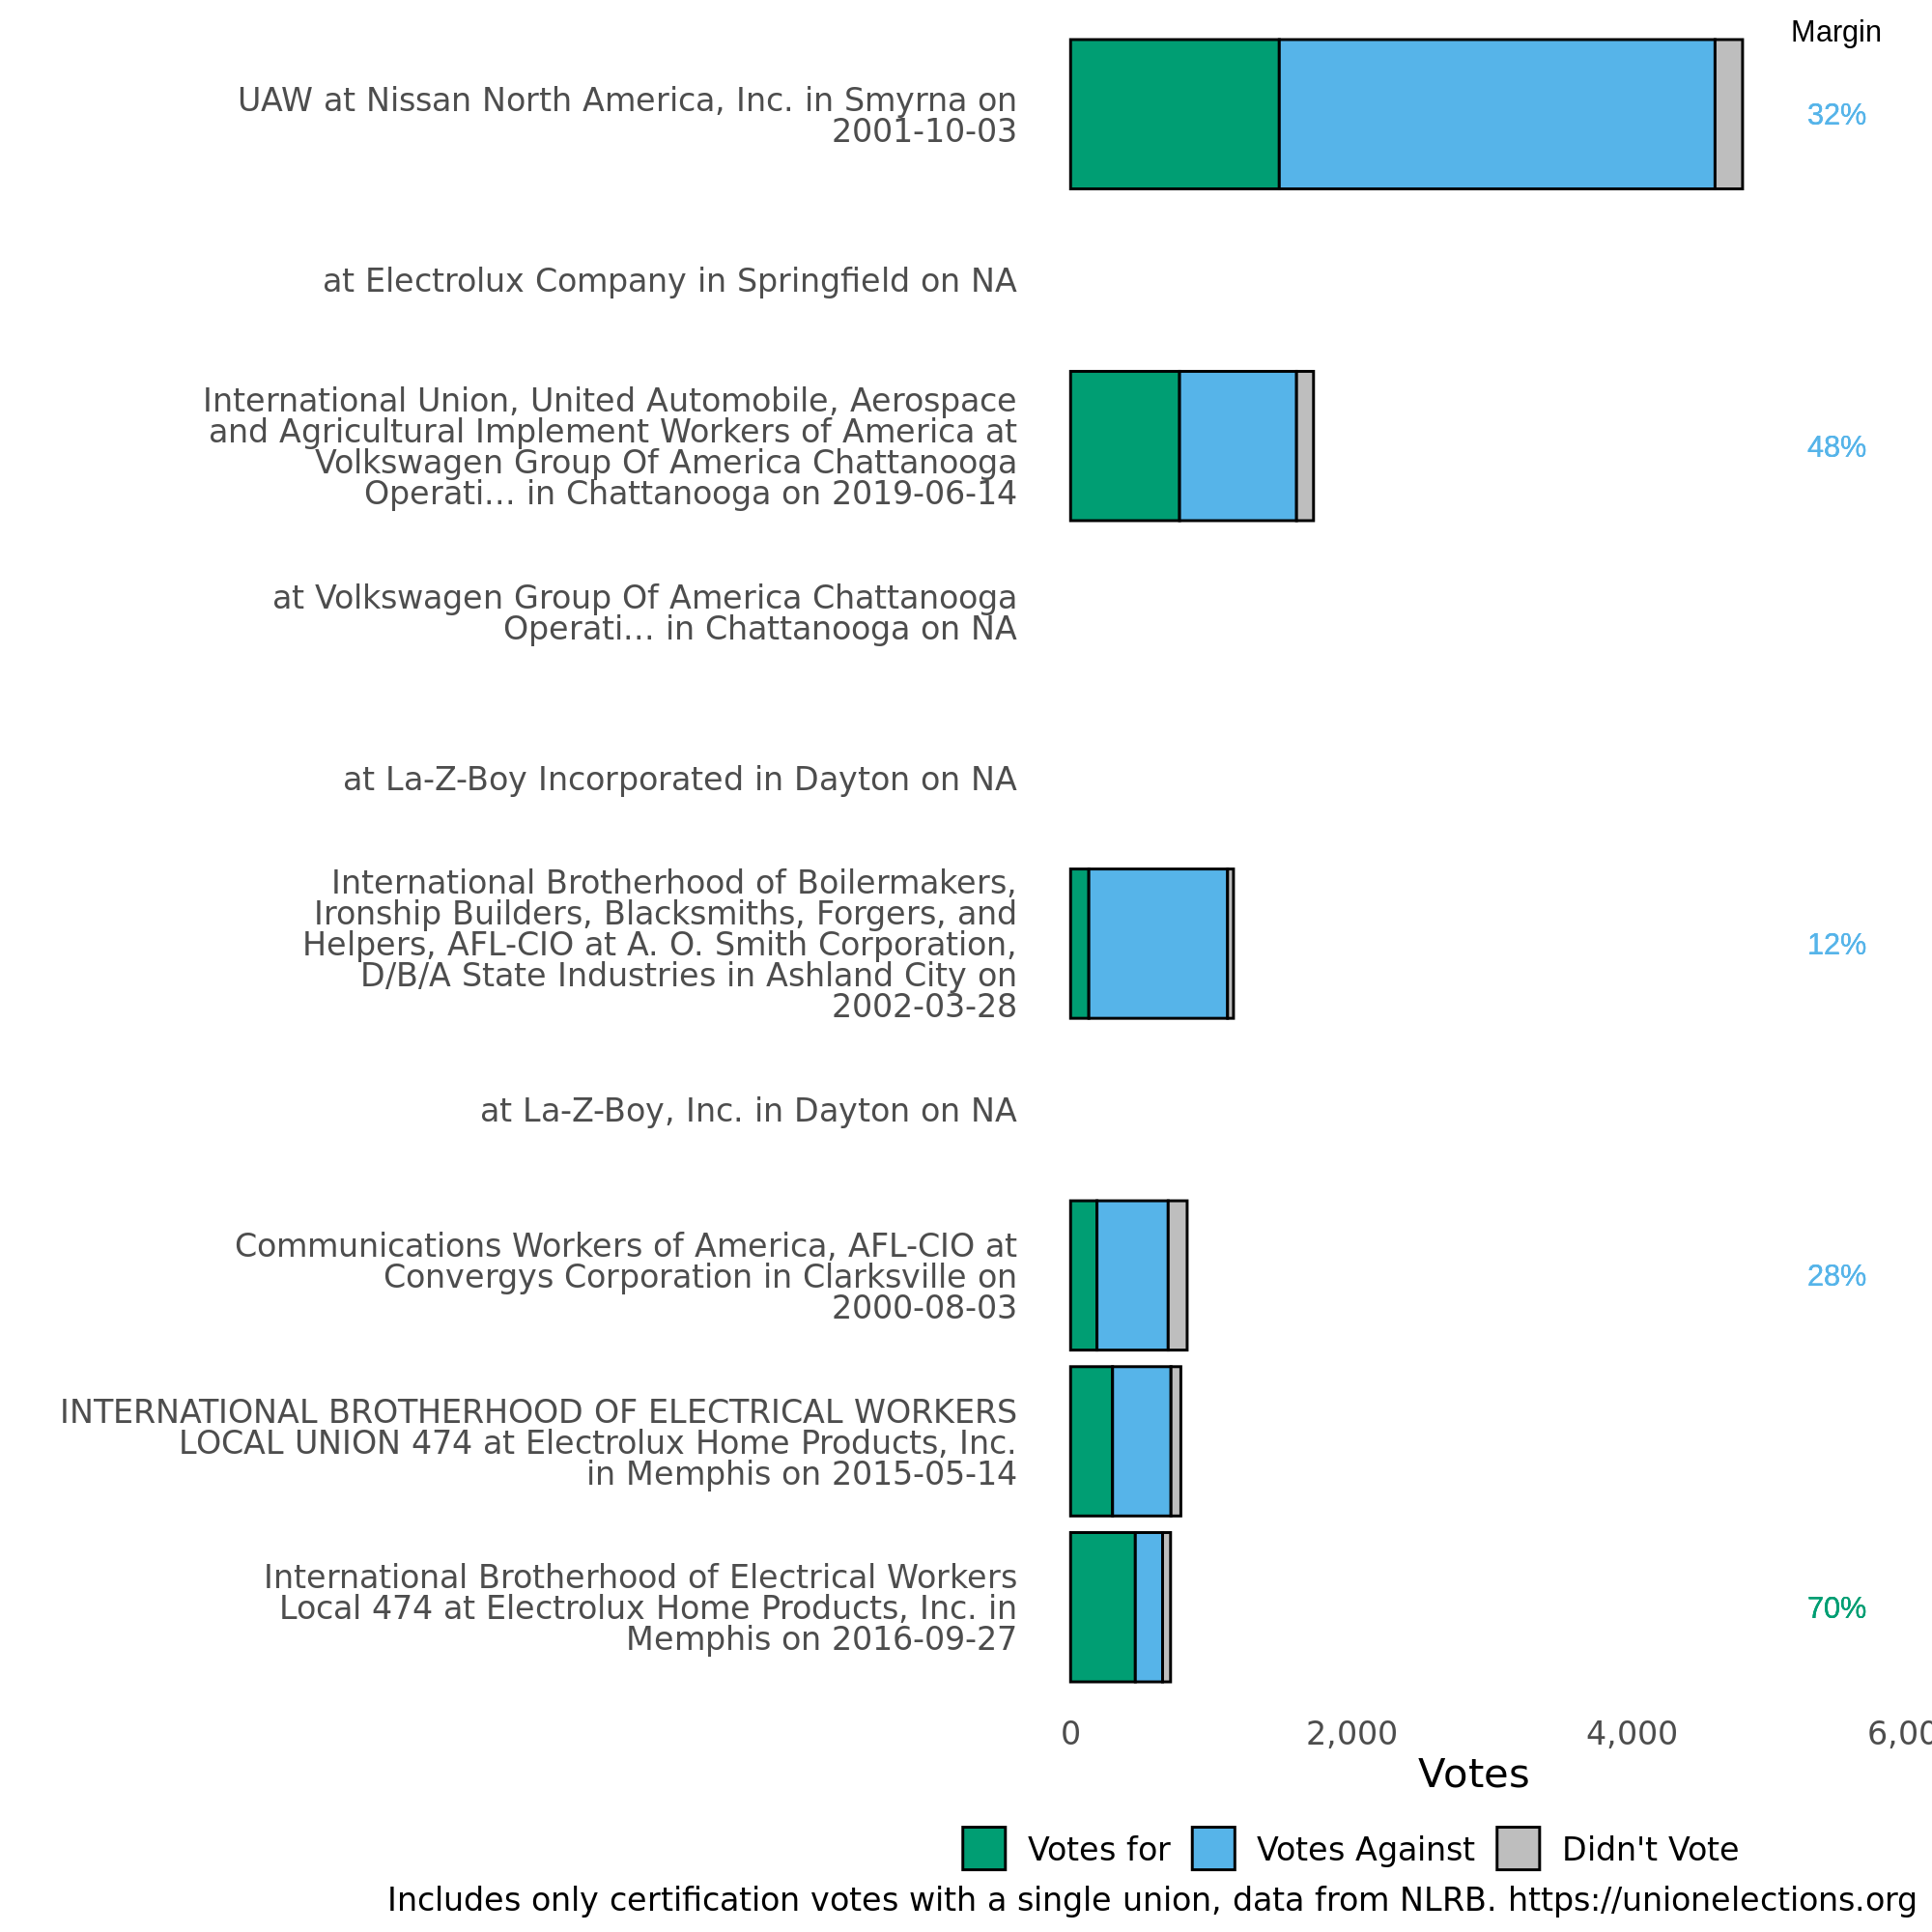 Margin
UAW at Nissan North America, Inc. in Smyrna on
2001-10-03
32%
at Electrolux Company in Springfield on NA
International Union, United Automobile, Aerospace
and Agricultural Implement Workers of America at
Volkswagen Group Of America Chattanooga
Operati... in Chattanooga on 2019-06-14
48%
at Volkswagen Group Of America Chattanooga
Operati... in Chattanooga on NA
at La-Z-Boy Incorporated in Dayton on NA
International Brotherhood of Boilermakers,
Ironship Builders, Blacksmiths, Forgers, and
Helpers, AFL-CIO at A. O. Smith Corporation,
D/B/A State Industries in Ashland City on
2002-03-28
12%
at La-Z-Boy, Inc. in Dayton on NA
Communications Workers of America, AFL-CIO at
Convergys Corporation in Clarksville on
2000-08-03
28%
INTERNATIONAL BROTHERHOOD OF ELECTRICAL WORKERS
LOCAL UNION 474 at Electrolux Home Products, Inc.
in Memphis on 2015-05-14
International Brotherhood of Electrical Workers
Local 474 at Electrolux Home Products, Inc. in
Memphis on 2016-09-27
70%
0 2,000 4,000
Votes
Votes for Votes Against Didn't Vote
Includes only certification votes with a single union, data from NLRB. https://unionelections.org